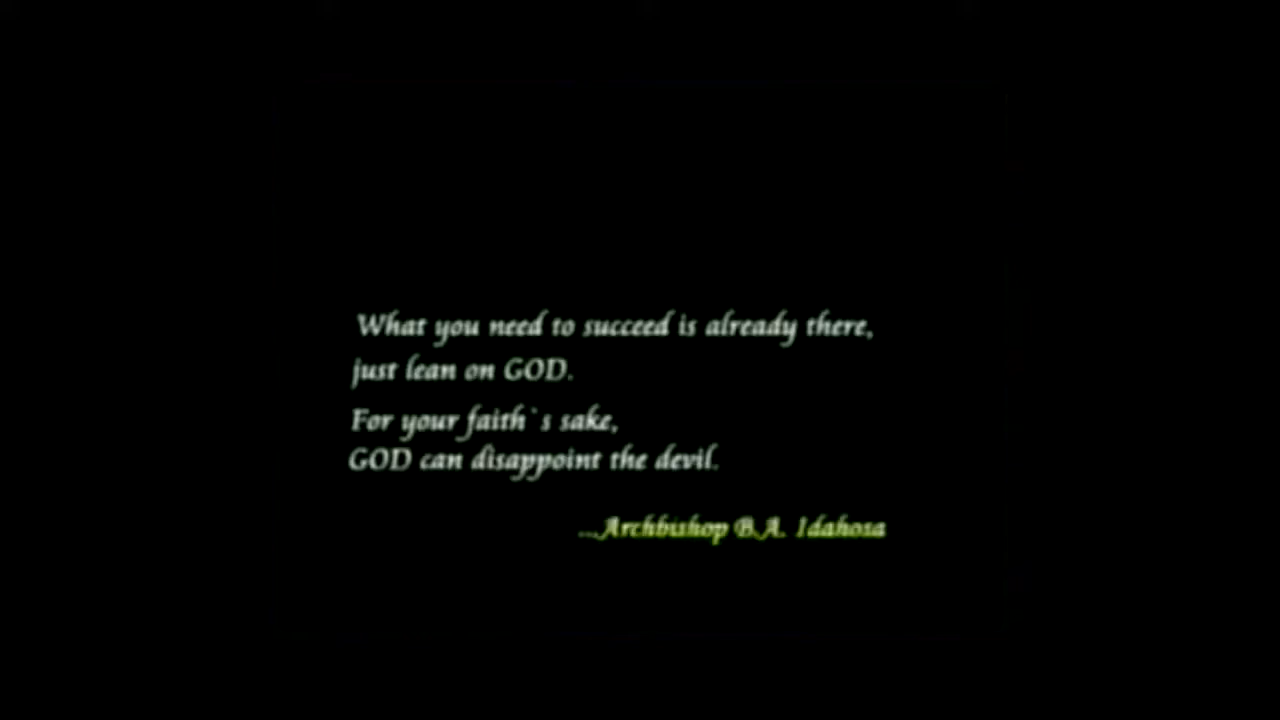 What you need to succeed is already there,
just lean on GOD.
For your faith`s sake,
GOD can disappoint the devil.
...Archbishop B.A. Idahosa